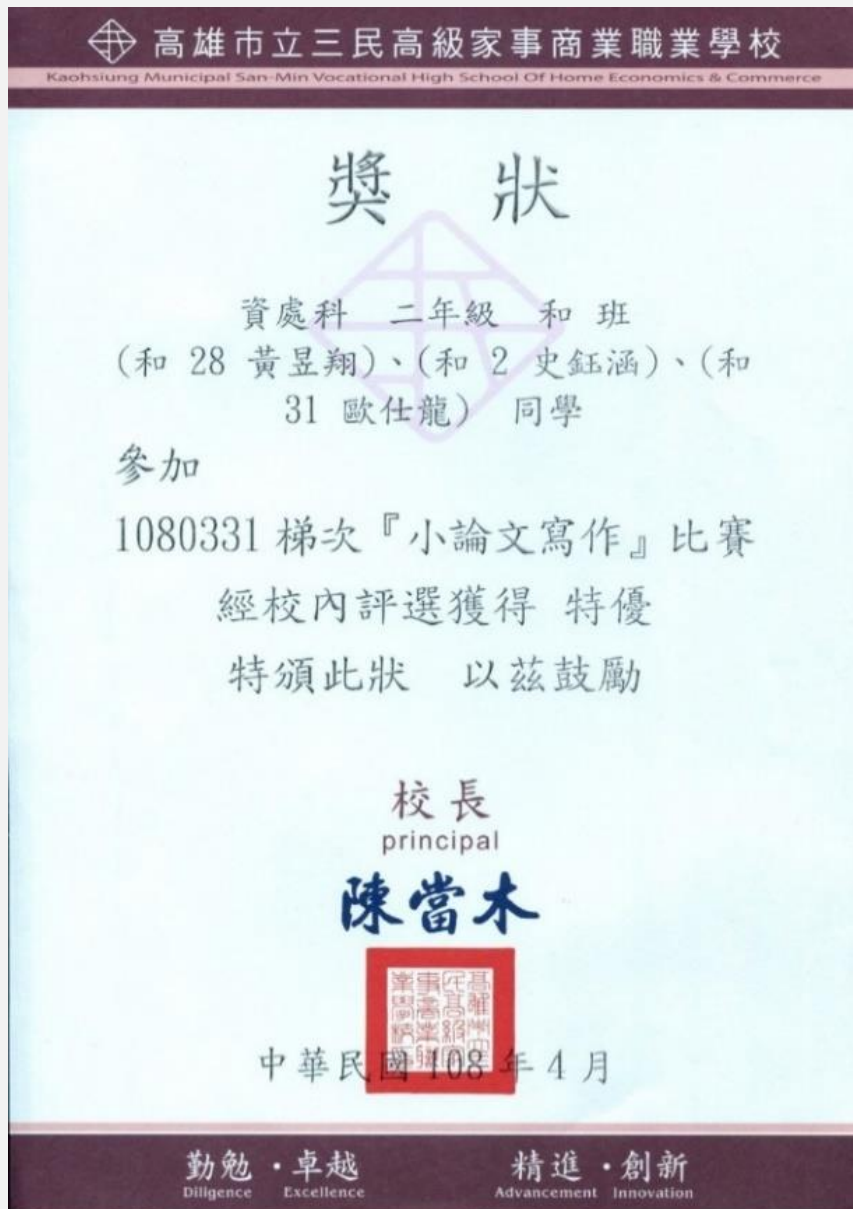 高雄市立三民高級家事商業職業學校
Kaohsiung Municipal San-Min Vocational High School Of Home Economics & Commerce
獎 狀
資處科 二年級 和 班
(和 28 黃昱翔)、(和 2 史鈺涵)、(和
31 歐仕龍) 同學
參加
1080331 梯次『小論文寫作』比賽
經校內評選獲得 特優
特頒此狀 以茲鼓勵
校長
principal
陳當木
中華民國 108 年 4 月
勤勉・卓越 精進・創新
Diligence Excellence Advancement Innovation